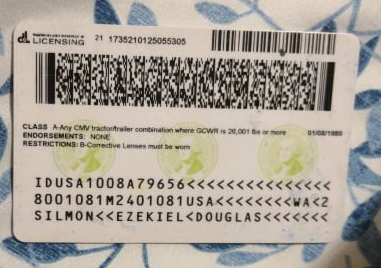 LICENSING 21 1735210125055305
CLASS A-Any CMV tractor/trailer combination where GCWR is 26,001 lbs or more 01/08/1980
ENDORSEMENTS: NONE
RESTRICTIONS: B-Corrective Lenses must be worn
IDUSA1008A79656<<<<<<<<<<<<<<<
8001081M2401081USA<<<<<<<WA<2
SILMON<<EZEKIEL<DOUGLAS<<<<<<